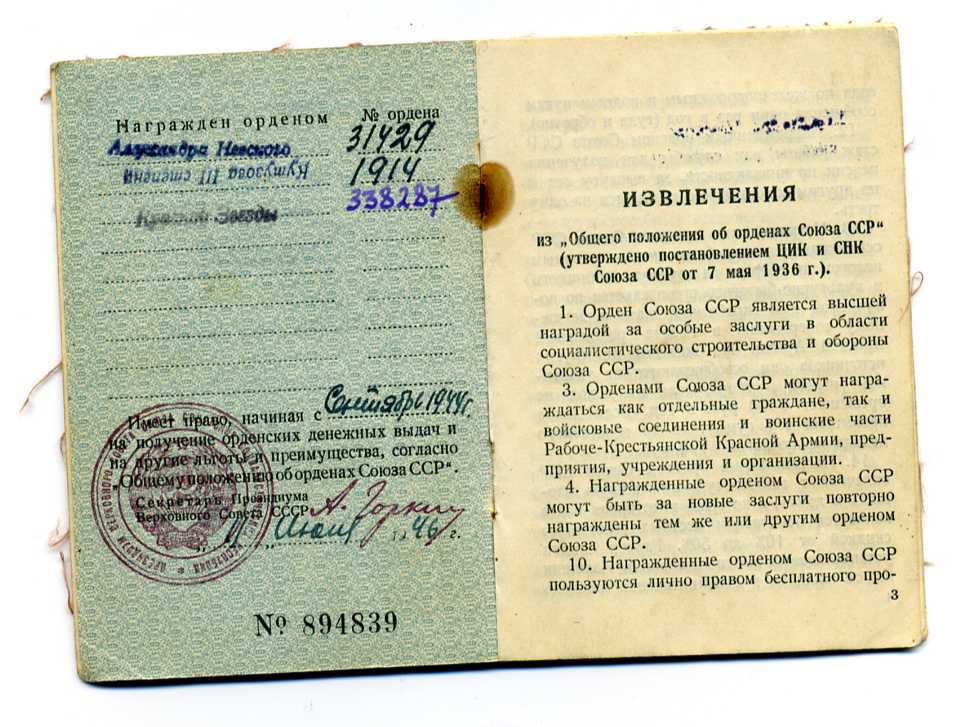 Награжден орденом
№ ордена
Александра Невского
31429
Кутузова III степени
1914
Красной Звезды
338287
Имеет право, начиная с Сентября 1944 г.
на получение орденских денежных выдач и
на другие льготы и преимущества, согласно
„Общему положению об орденах Союза ССР“.
Секретарь Президиума
Верховного Совета СССР А. Горкин
Июня 1946 г.
№ 894839
ИЗВЛЕЧЕНИЯ
из „Общего положения об орденах Союза ССР“
(утверждено постановлением ЦИК и СНК
Союза ССР от 7 мая 1936 г.).
1. Орден Союза ССР является высшей
наградой за особые заслуги в области
социалистического строительства и обороны
Союза ССР.
3. Орденами Союза ССР могут награ-
ждаться как отдельные граждане, так и
войсковые соединения и воинские части
Рабоче-Крестьянской Красной Армии, пред-
приятия, учреждения и организации.
4. Награжденные орденом Союза ССР
могут быть за новые заслуги повторно
награждены тем же или другим орденом
Союза ССР.
10. Награжденные орденом Союза ССР
пользуются лично правом бесплатного про-
3